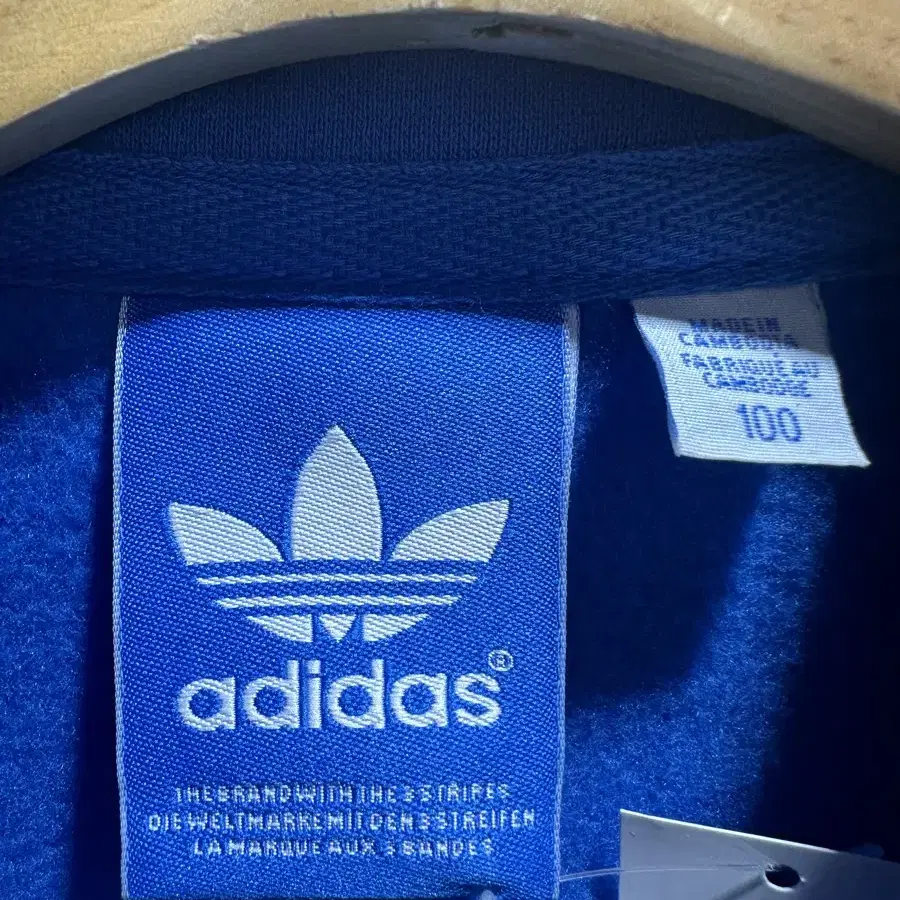 MADE IN
CAMBODIA
FABRIQUÉ AU
CAMBODGE
100
adidas®
THE BRAND WITH THE 3 STRIPES
DIE WELTMARKE MIT DEN 3 STREIFEN
LA MARQUE AUX 3 BANDES